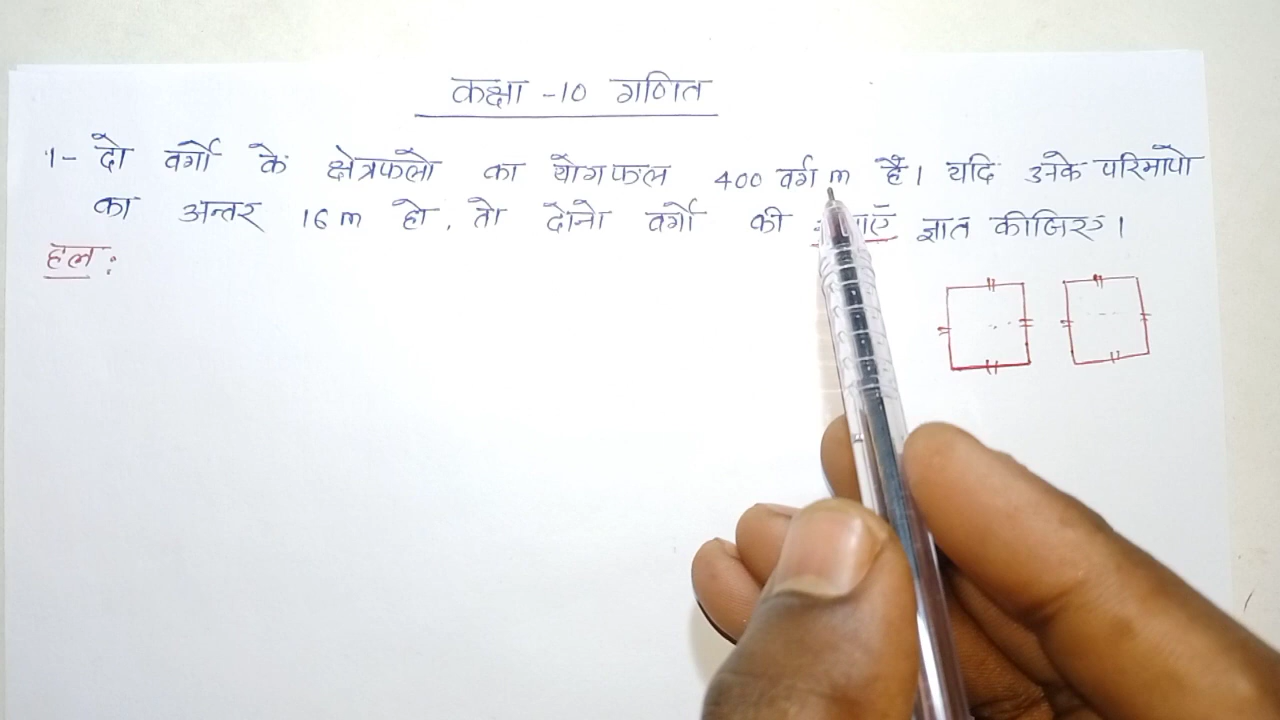 कक्षा -10 गणित
1- दो वर्गो के क्षेत्रफलो का योगफल 400 वर्ग m है। यदि उनके परिमापो
का अन्तर 16 m हो, तो दोनो वर्गो की ज्ञात कीजिए।
हल: